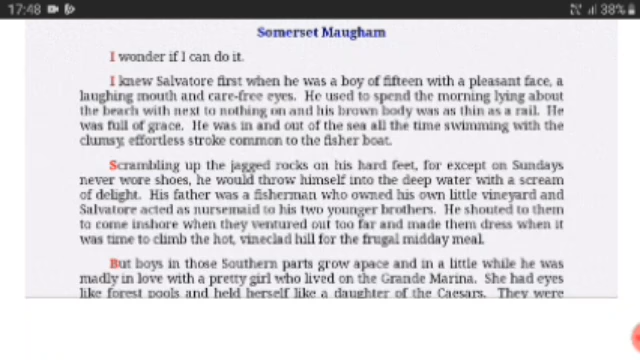 17:48
38%
Somerset Maugham
I wonder if I can do it.
I knew Salvatore first when he was a boy of fifteen with a pleasant face, a
laughing mouth and care-free eyes. He used to spend the morning lying about
the beach with next to nothing on and his brown body was as thin as a rail. He
was full of grace. He was in and out of the sea all the time swimming with the
clumsy, effortless stroke common to the fisher boat.
Scrambling up the jagged rocks on his hard feet, for except on Sundays
never wore shoes, he would throw himself into the deep water with a scream
of delight. His father was a fisherman who owned his own little vineyard and
Salvatore acted as nursemaid to his two younger brothers. He shouted to them
to come inshore when they ventured out too far and made them dress when it
was time to climb the hot, vineclad hill for the frugal midday meal.
But boys in those Southern parts grow apace and in a little while he was
madly in love with a pretty girl who lived on the Grande Marina. She had eyes
like forest pools and held herself like a daughter of the Caesars. They were